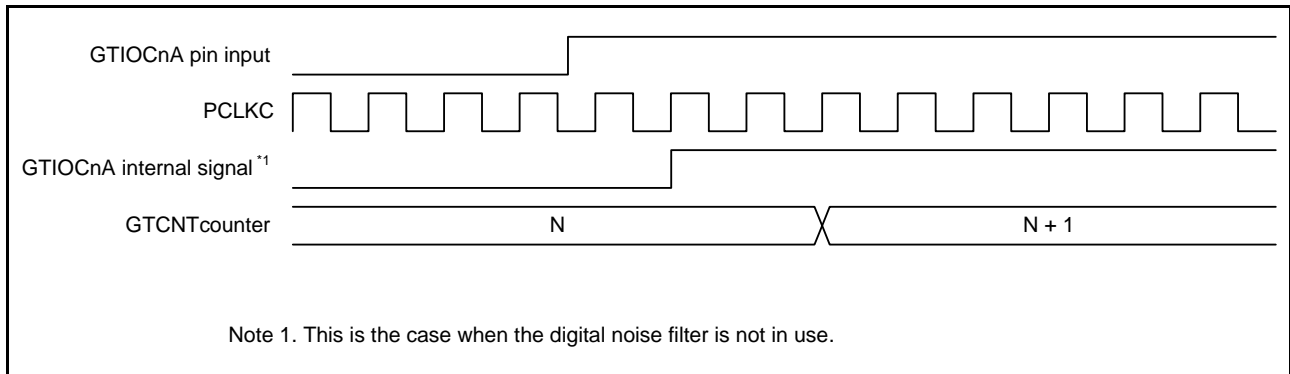 GTIOCnA pin input
PCLKC
GTIOCnA internal signal *1
GTCNTcounter
N
N + 1
Note 1. This is the case when the digital noise filter is not in use.